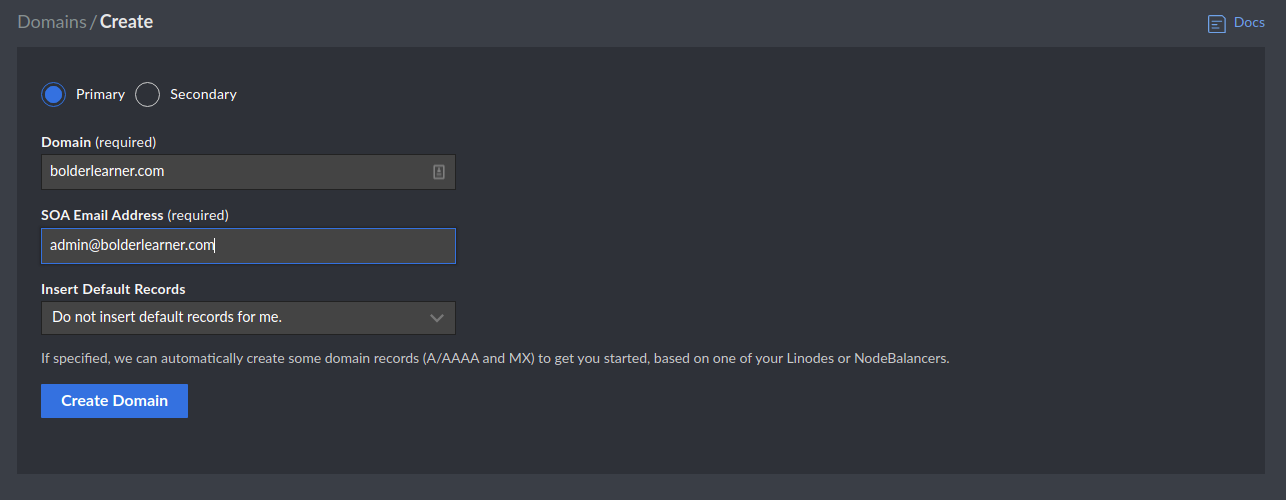 Domains / Create
Docs
Primary Secondary
Domain (required)
bolderlearner.com
SOA Email Address (required)
admin@bolderlearner.com
Insert Default Records
Do not insert default records for me.
If specified, we can automatically create some domain records (A/AAAA and MX) to get you started, based on one of your Linodes or NodeBalancers.
Create Domain